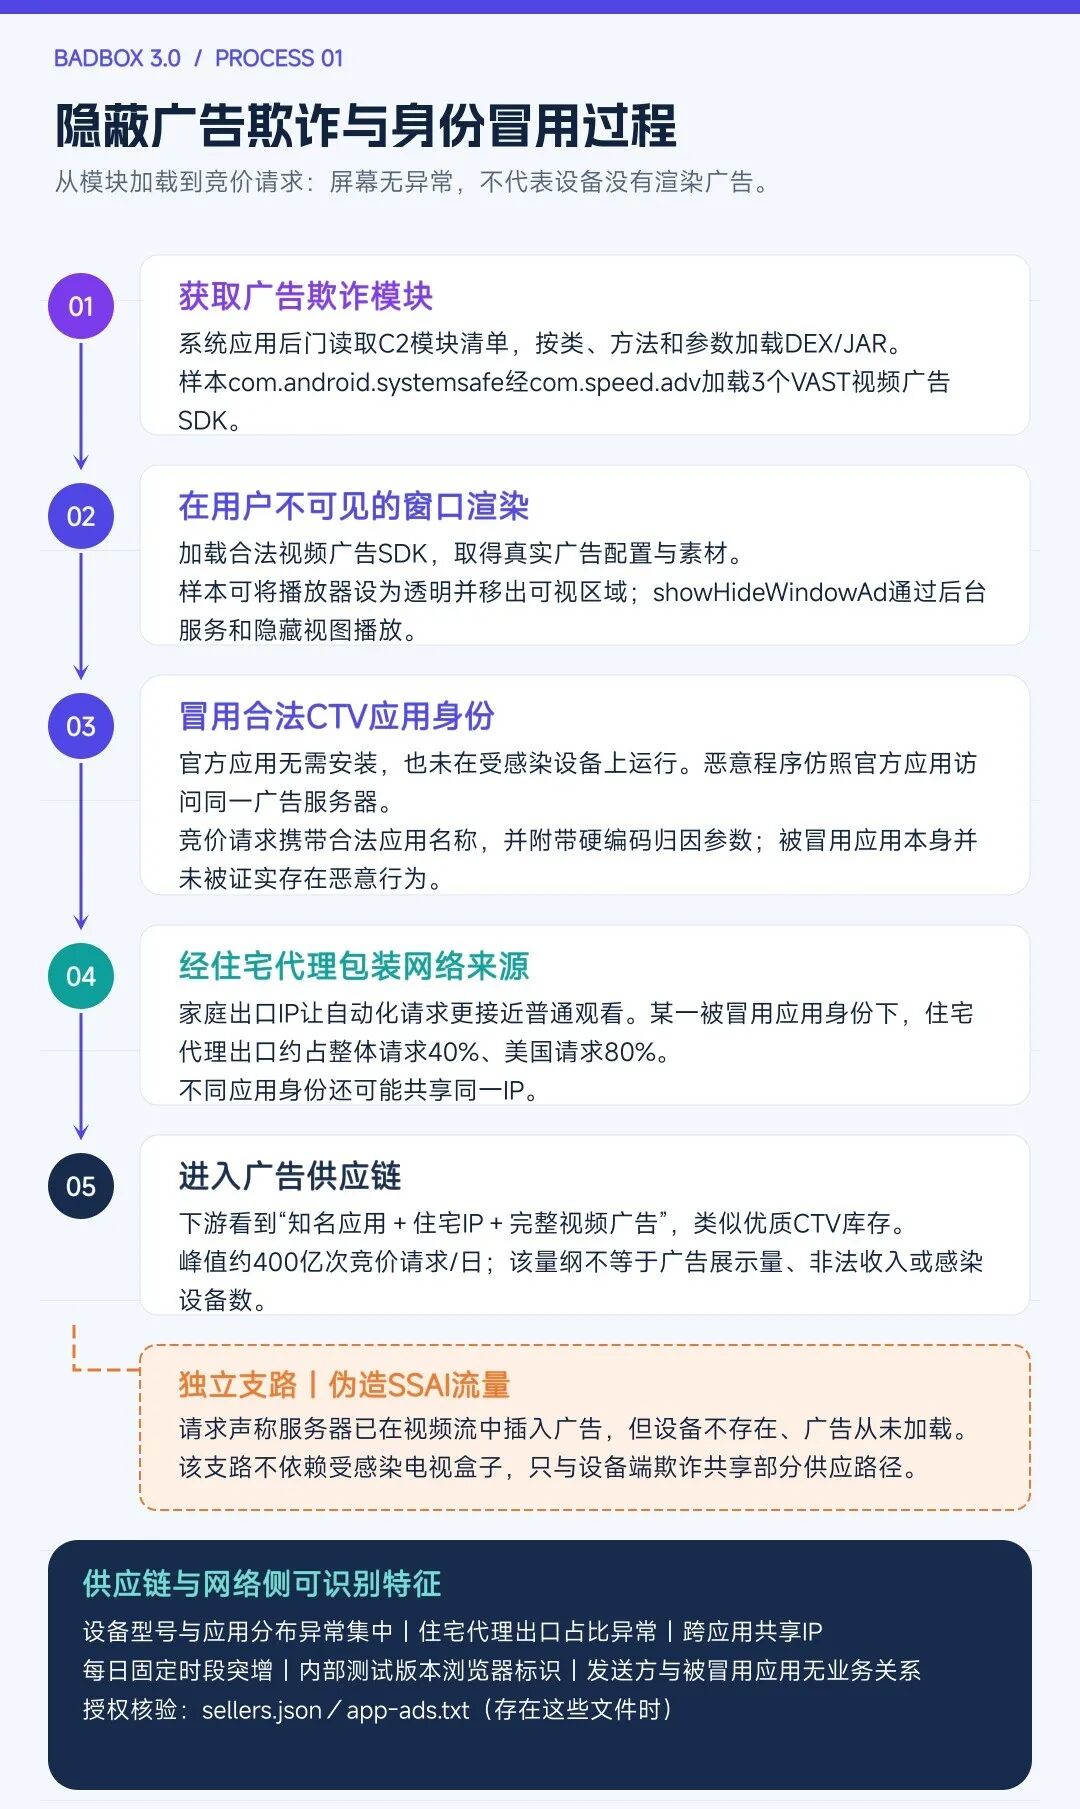 BADBOX 3.0 / PROCESS 01
隐蔽广告欺诈与身份冒用过程
从模块加载到竞价请求：屏幕无异常，不代表设备没有渲染广告。
01
获取广告欺诈模块
系统应用后门读取C2模块清单，按类、方法和参数加载DEX/JAR。
样本com.android.systemsafe经com.speed.adv加载3个VAST视频广告
SDK。
02
在用户不可见的窗口渲染
加载合法视频广告SDK，取得真实广告配置与素材。
样本可将播放器设为透明并移出可视区域；showHideWindowAd通过后台
服务和隐藏视图播放。
03
冒用合法CTV应用身份
官方应用无需安装，也未在受感染设备上运行。恶意程序仿照官方应用访
问同一广告服务器。
竞价请求携带合法应用名称，并附带硬编码归因参数；被冒用应用本身并
未被证实存在恶意行为。
04
经住宅代理包装网络来源
家庭出口IP让自动化请求更接近普通观看。某一被冒用应用身份下，住宅
代理出口约占整体请求40%、美国请求80%。
不同应用身份还可能共享同一IP。
05
进入广告供应链
下游看到“知名应用 + 住宅IP + 完整视频广告”，类似优质CTV库存。
峰值约400亿次竞价请求/日；该量纲不等于广告展示量、非法收入或感染
设备数。
独立支路｜伪造SSAI流量
请求声称服务器已在视频流中插入广告，但设备不存在、广告从未加载。
该支路不依赖受感染电视盒子，只与设备端欺诈共享部分供应路径。
供应链与网络侧可识别特征
设备型号与应用分布异常集中｜住宅代理出口占比异常｜跨应用共享IP
每日固定时段突增｜内部测试版本浏览器标识｜发送方与被冒用应用无业务关系
授权核验：sellers.json／app-ads.txt（存在这些文件时）